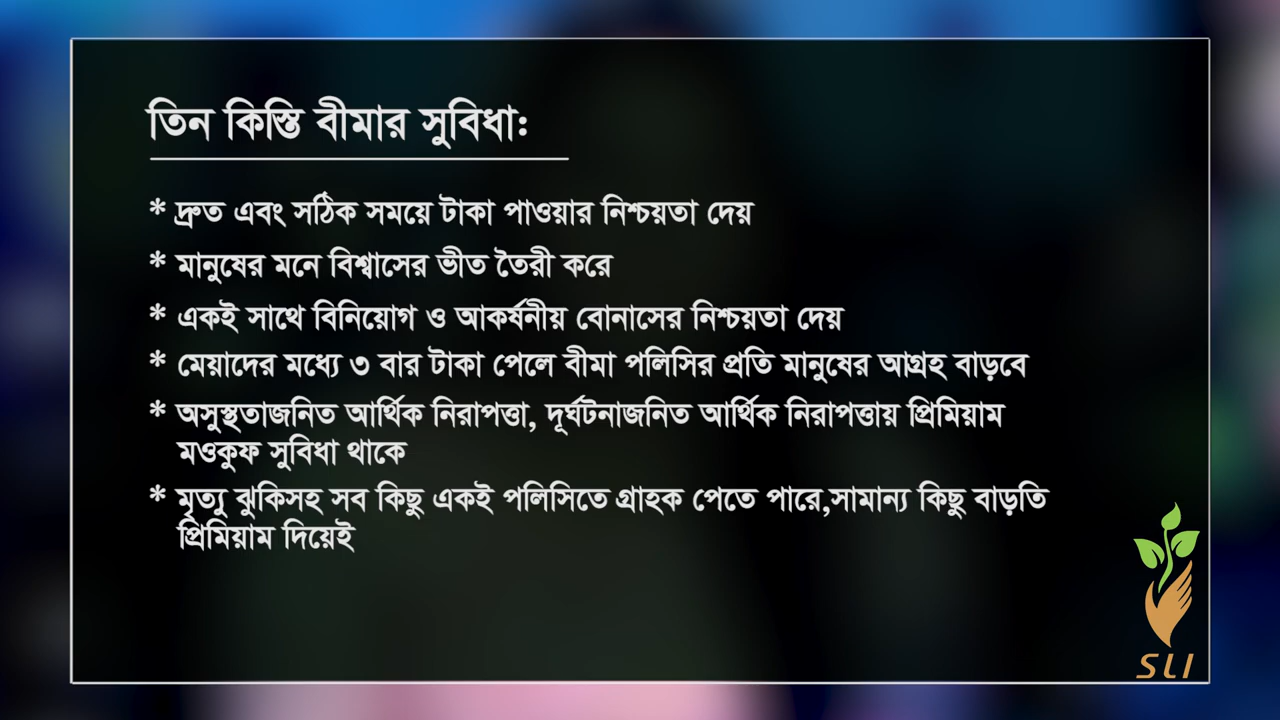 তিন কিস্তি বীমার সুবিধা:
* দ্রুত এবং সঠিক সময়ে টাকা পাওয়ার নিশ্চয়তা দেয়
* মানুষের মনে বিশ্বাসের ভীত তৈরী করে
* একই সাথে বিনিয়োগ ও আকর্ষনীয় বোনাসের নিশ্চয়তা দেয়
* মেয়াদের মধ্যে ৩ বার টাকা পেলে বীমা পলিসির প্রতি মানুষের আগ্রহ বাড়বে
* অসুস্থতাজনিত আর্থিক নিরাপত্তা, দূর্ঘটনাজনিত আর্থিক নিরাপত্তায় প্রিমিয়াম
মওকুফ সুবিধা থাকে
* মৃত্যু ঝুকিসহ সব কিছু একই পলিসিতে গ্রাহক পেতে পারে,সামান্য কিছু বাড়তি
প্রিমিয়াম দিয়েই
SLI